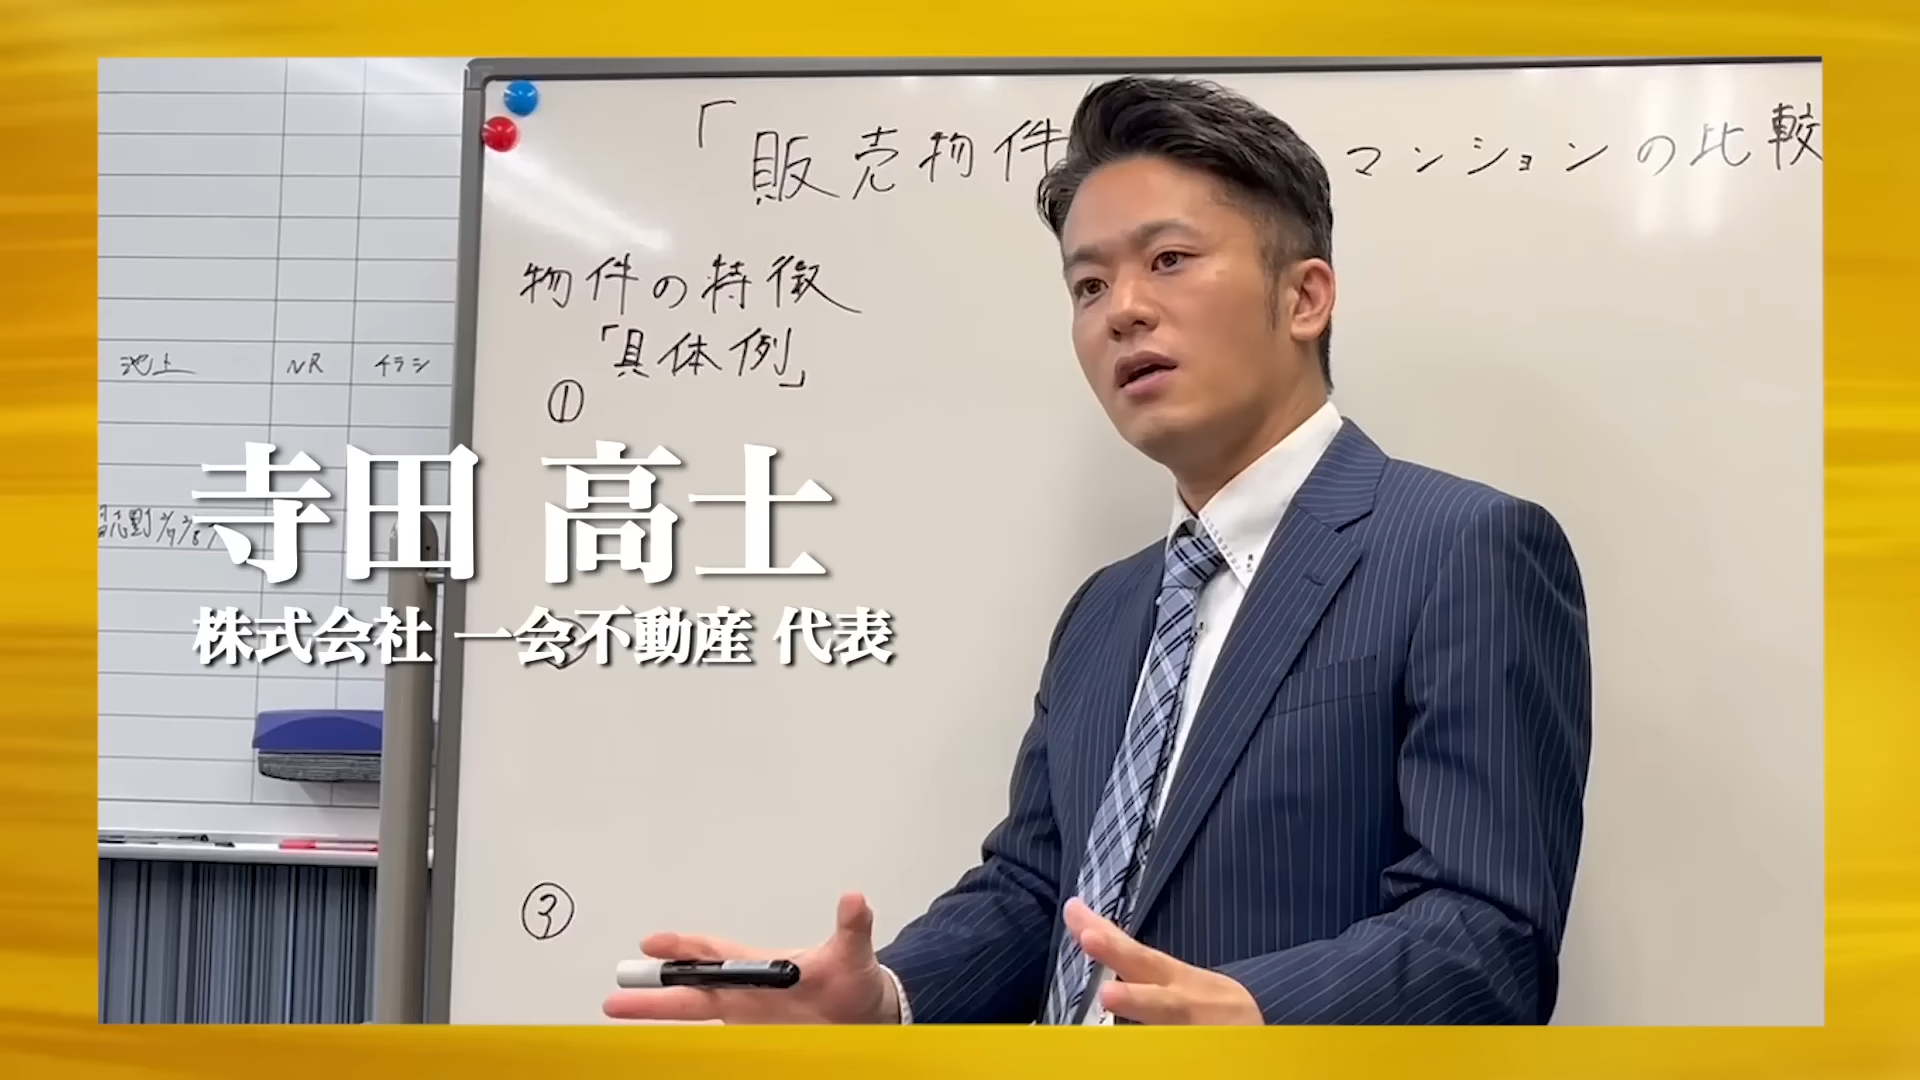 「販売物件
マンションの比較
物件の特徴
「具体例」
①
池上
NR
チラシ
寺田 高士
株式会社 一会不動産 代表
③